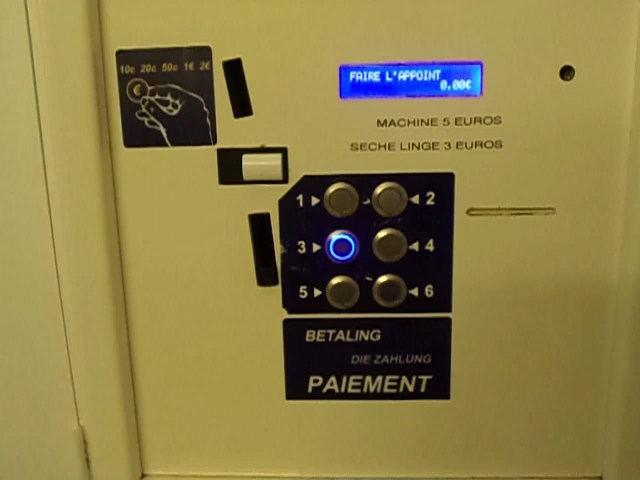 10c 20c 50c 1€ 2€
€
FAIRE L'APPOINT
0.00€
MACHINE 5 EUROS
SECHE LINGE 3 EUROS
1 2
3 4
5 6
BETALING
DIE ZAHLUNG
PAIEMENT